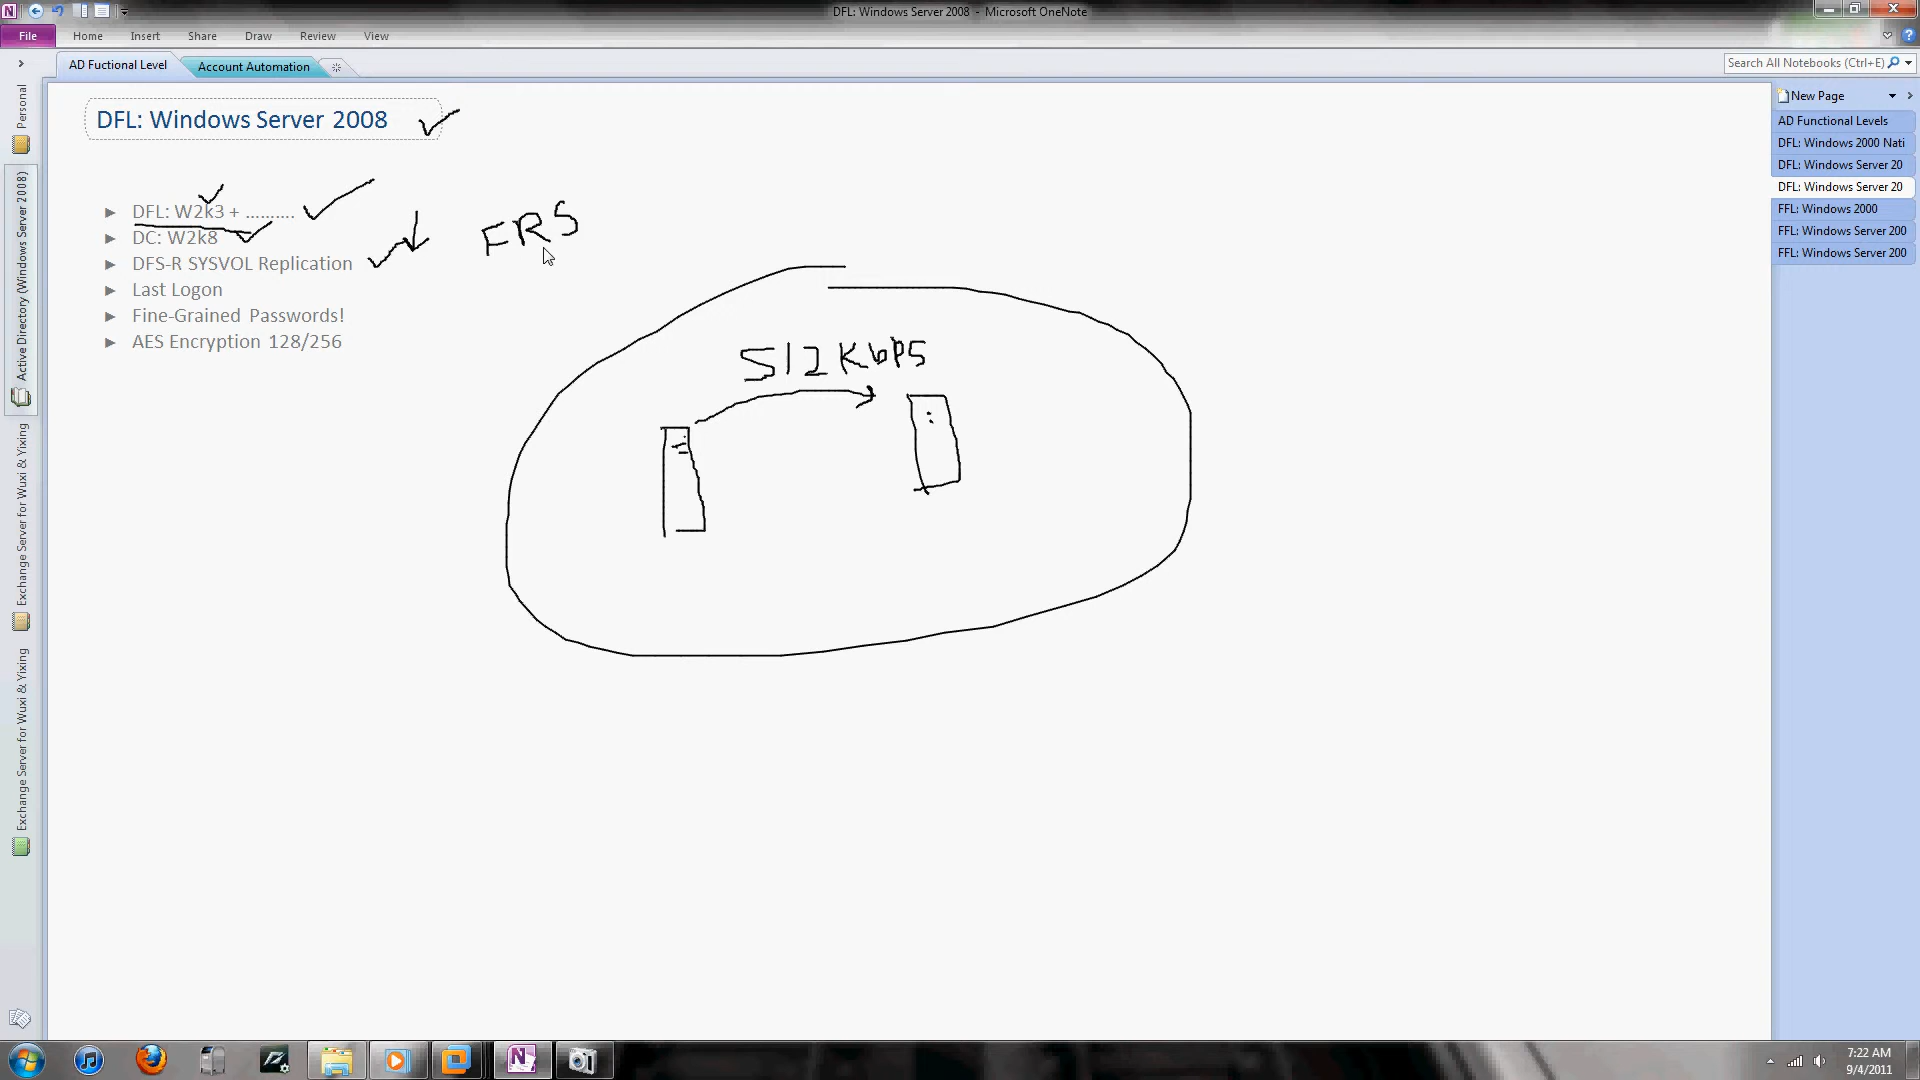 DFL: Windows Server 2008 - Microsoft OneNote
File Home Insert Share Draw Review View
AD Fuctional Level Account Automation
Search All Notebooks (Ctrl+E)
Personal
Active Directory (Windows Server 2008)
Exchange Server for Wuxi & Yixing
Exchange Server for Wuxi & Yixing
DFL: Windows Server 2008
DFL: W2k3 + ..........
DC: W2k8
DFS-R SYSVOL Replication
Last Logon
Fine-Grained Passwords!
AES Encryption 128/256
FRS
512Kbps
New Page
AD Functional Levels
DFL: Windows 2000 Nati
DFL: Windows Server 20
DFL: Windows Server 20
FFL: Windows 2000
FFL: Windows Server 200
FFL: Windows Server 200
7:22 AM
9/4/2011